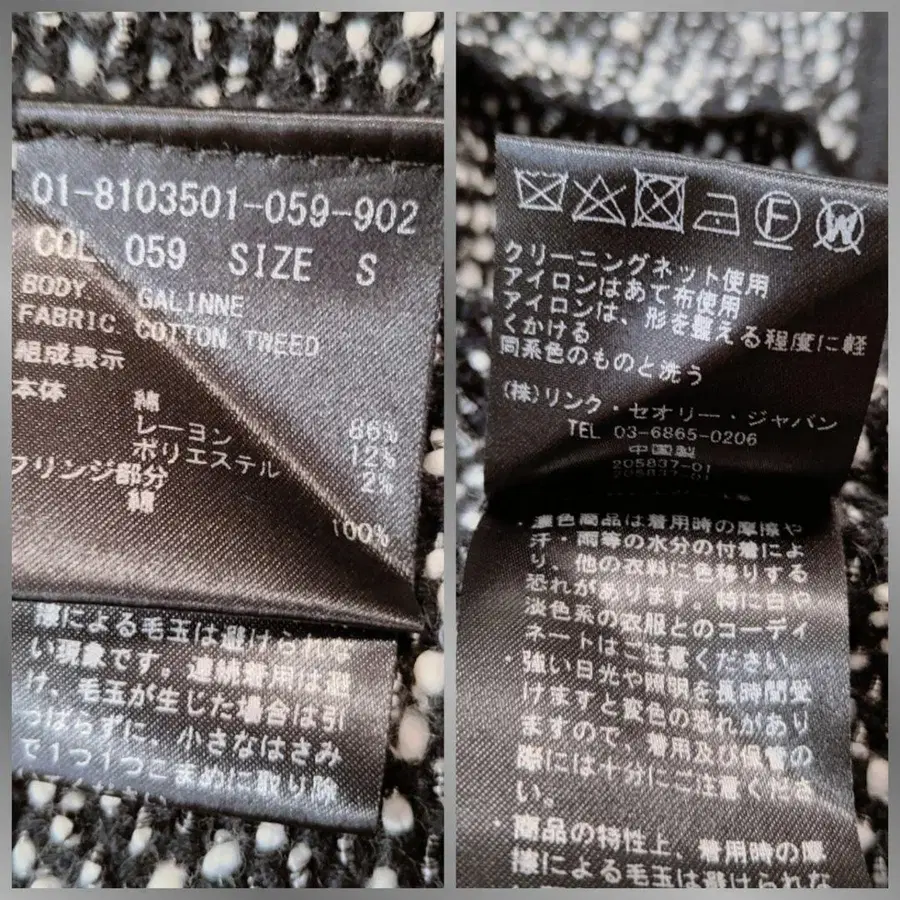 01-8103501-059-902
COL 059 SIZE S
BODY GALINNE
FABRIC COTTON TWEED
組成表示
本体
綿 86%
レーヨン 12%
ポリエステル 2%
フリンジ部分
綿 100%
擦による毛玉は避けられな
い現象です。連続着用は避
け、毛玉が生じた場合は引
っぱらずに、小さなはさみ
で1つ1つこまめに取り除
F
W
クリーニングネット使用
アイロンはあて布使用
アイロンは、形を整える程度に軽
くかける
同系色のものと洗う
(株)リンク・セオリー・ジャパン
TEL 03-6865-0206
中国製
205837-01
205837-01
・濃色商品は着用時の摩擦や
汗・雨等の水分の付着によ
り、他の衣料に色移りする
恐れがあります。特に白や
淡色系の衣服とのコーディ
ネートはご注意ください。
・強い日光や照明を長時間受
けますと変色の恐れがあり
ますので、着用及び保管の
際には十分にご注意くださ
い。
・商品の特性上、着用時の摩
擦による毛玉は避けられな